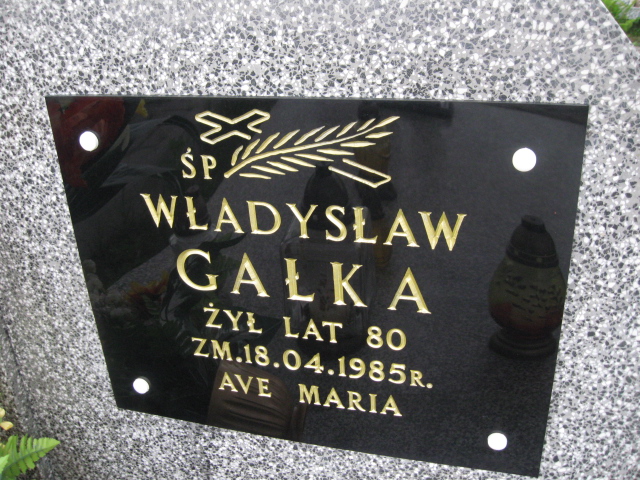 ŚP
WŁADYSŁAW
GAŁKA
ŻYŁ LAT 80
ZM.18.04.1985R.
AVE MARIA